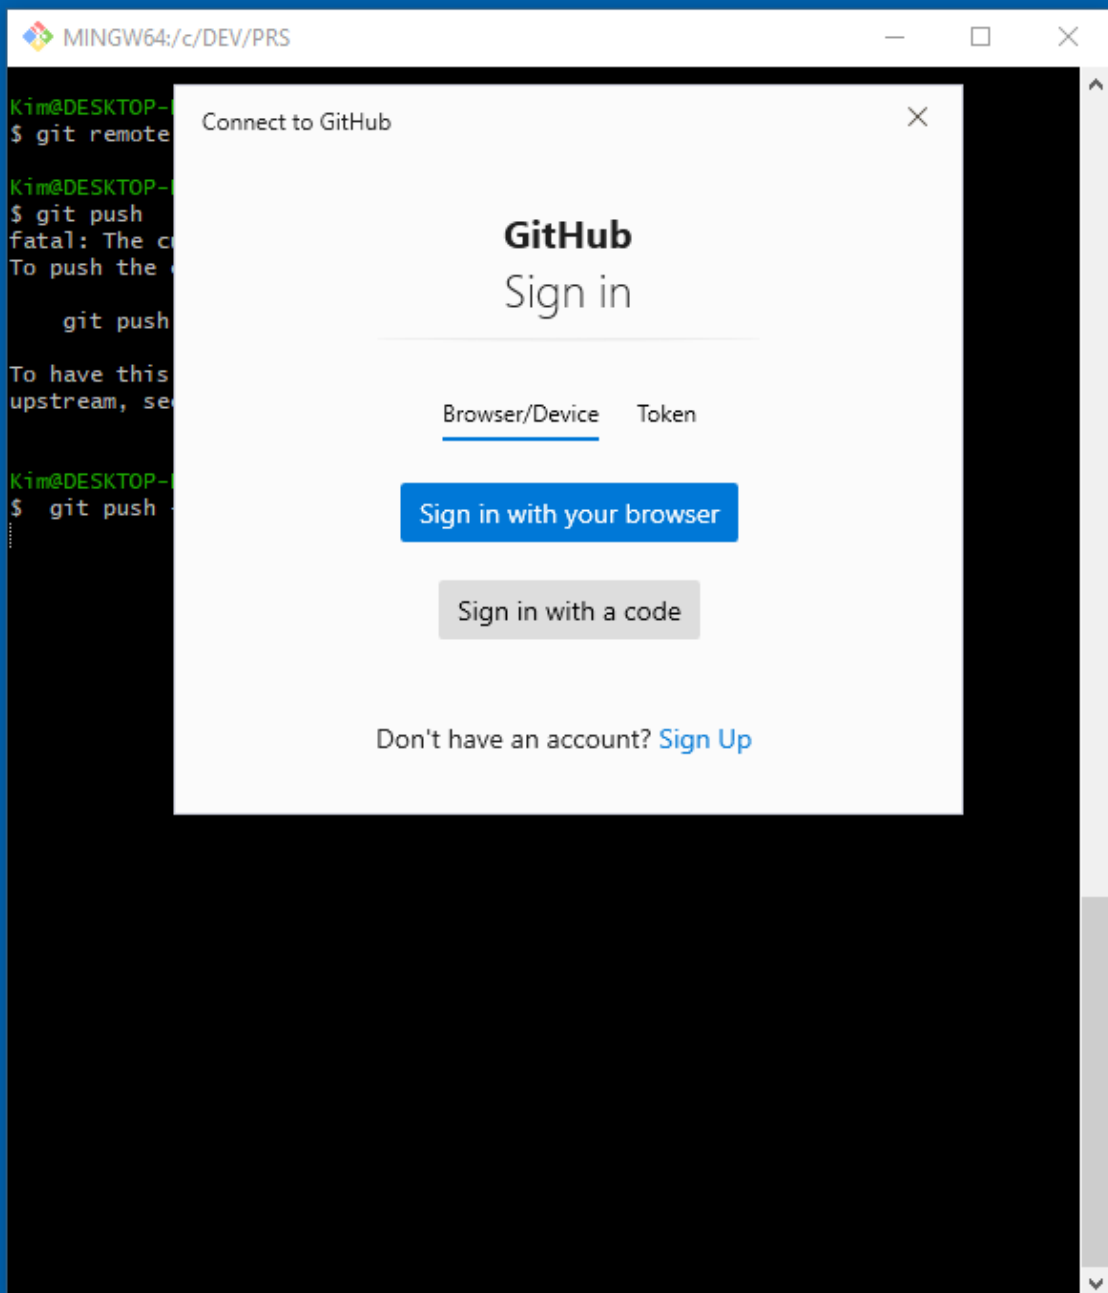 MINGW64:/c/DEV/PRS
Kim@DESKTOP-
$ git remote
Kim@DESKTOP-
$ git push
fatal: The
To push the
git push
To have this
upstream,
Kim@DESKTOP-
$ git push
Connect to GitHub
GitHub
Sign in
Browser/Device Token
Sign in with your browser
Sign in with a code
Don't have an account? Sign Up